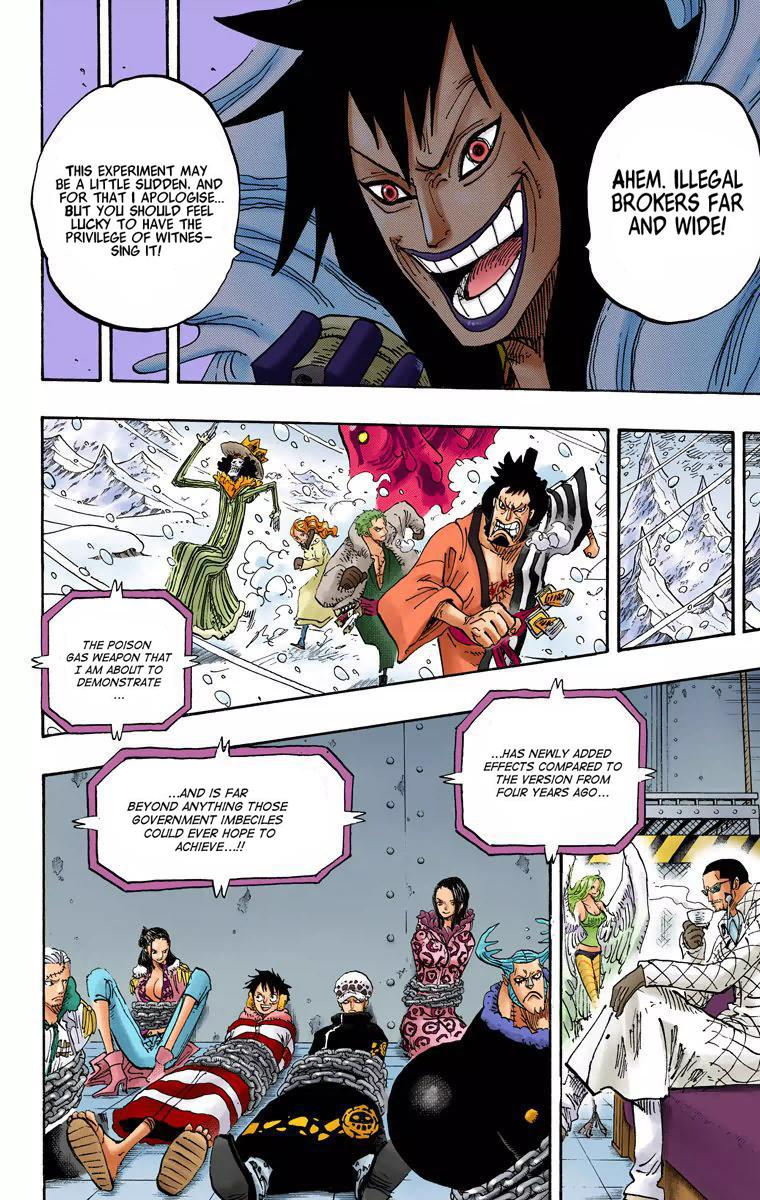 AHEM. ILLEGAL
BROKERS FAR
AND WIDE!
THIS EXPERIMENT MAY
BE A LITTLE SUDDEN. AND
FOR THAT I APOLOGISE...
BUT YOU SHOULD FEEL
LUCKY TO HAVE THE
PRIVILEGE OF WITNES-
SING IT!
THE POISON
GAS WEAPON THAT
I AM ABOUT TO
DEMONSTRATE
...
...HAS NEWLY ADDED
EFFECTS COMPARED TO
THE VERSION FROM
FOUR YEARS AGO...
...AND IS FAR
BEYOND ANYTHING THOSE
GOVERNMENT IMBECILES
COULD EVER HOPE TO
ACHIEVE...!!